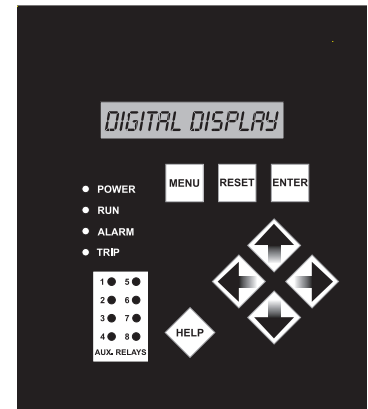 DIGITAL DISPLAY
MENU RESET ENTER
POWER
RUN
ALARM
TRIP
1 5
2 6
3 7
4 8
AUX. RELAYS
HELP